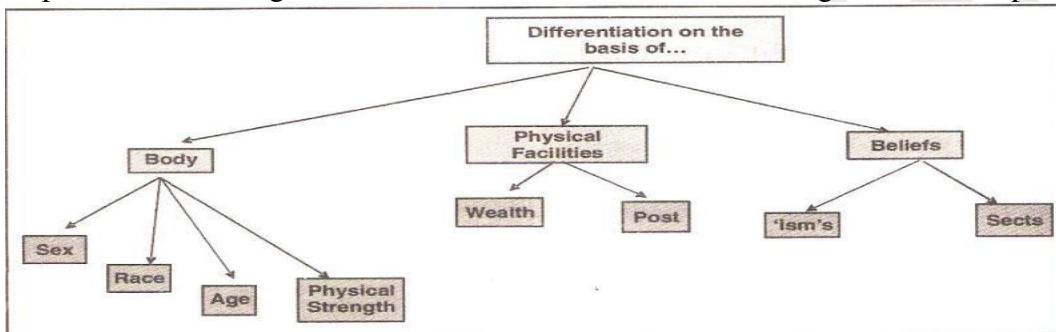 Differentiation on the
basis of...
Body
Physical
Facilities
Beliefs
Sex
Race
Age
Physical
Strength
Wealth
Post
'Ism's
Sects